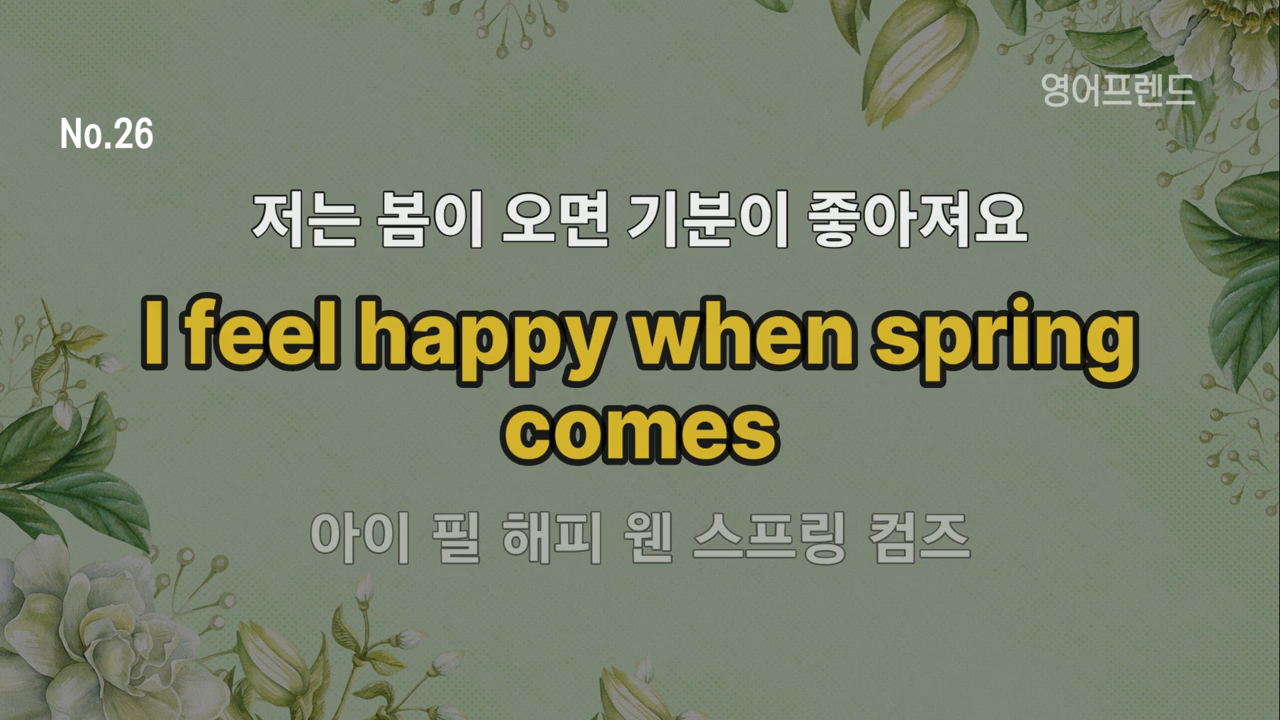 영어프렌드
No.26
저는 봄이 오면 기분이 좋아져요
I feel happy when spring
comes
아이 필 해피 웬 스프링 컴즈